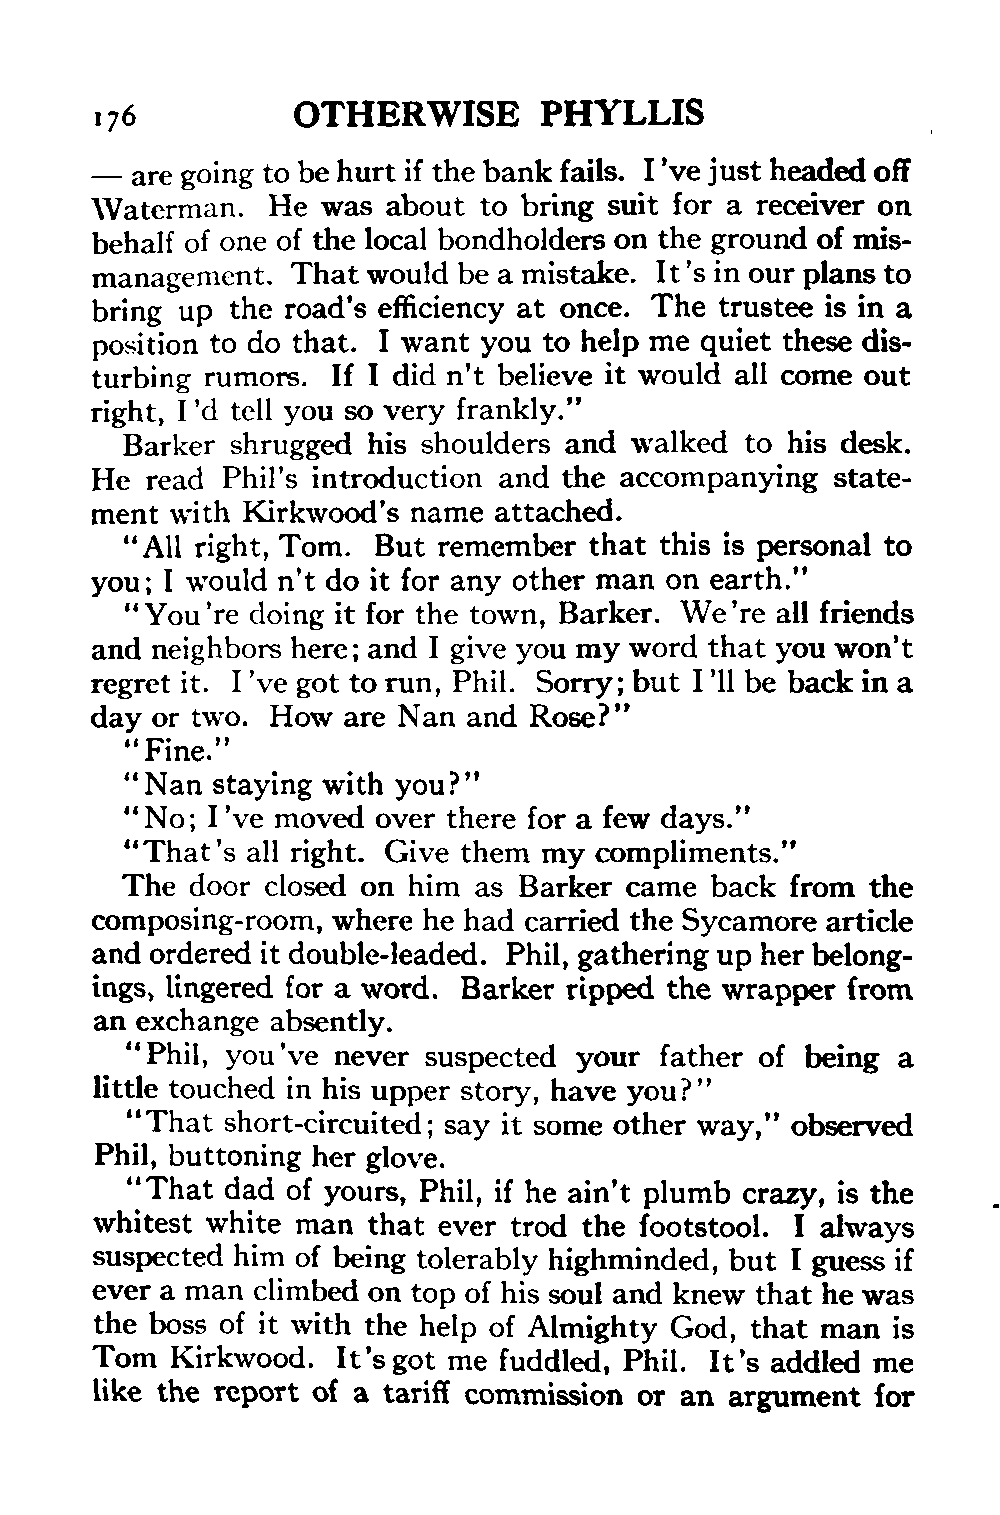 176 OTHERWISE PHYLLIS
— are going to be hurt if the bank fails. I 've just headed off
Waterman. He was about to bring suit for a receiver on
behalf of one of the local bondholders on the ground of mis-
management. That would be a mistake. It 's in our plans to
bring up the road's efficiency at once. The trustee is in a
position to do that. I want you to help me quiet these dis-
turbing rumors. If I did n't believe it would all come out
right, I 'd tell you so very frankly."
Barker shrugged his shoulders and walked to his desk.
He read Phil's introduction and the accompanying state-
ment with Kirkwood's name attached.
"All right, Tom. But remember that this is personal to
you; I would n't do it for any other man on earth."
"You 're doing it for the town, Barker. We 're all friends
and neighbors here; and I give you my word that you won't
regret it. I 've got to run, Phil. Sorry; but I 'll be back in a
day or two. How are Nan and Rose?"
"Fine."
"Nan staying with you?"
"No; I 've moved over there for a few days."
"That 's all right. Give them my compliments."
The door closed on him as Barker came back from the
composing-room, where he had carried the Sycamore article
and ordered it double-leaded. Phil, gathering up her belong-
ings, lingered for a word. Barker ripped the wrapper from
an exchange absently.
"Phil, you 've never suspected your father of being a
little touched in his upper story, have you?"
"That short-circuited; say it some other way," observed
Phil, buttoning her glove.
"That dad of yours, Phil, if he ain't plumb crazy, is the
whitest white man that ever trod the footstool. I always
suspected him of being tolerably highminded, but I guess if
ever a man climbed on top of his soul and knew that he was
the boss of it with the help of Almighty God, that man is
Tom Kirkwood. It 's got me fuddled, Phil. It 's addled me
like the report of a tariff commission or an argument for